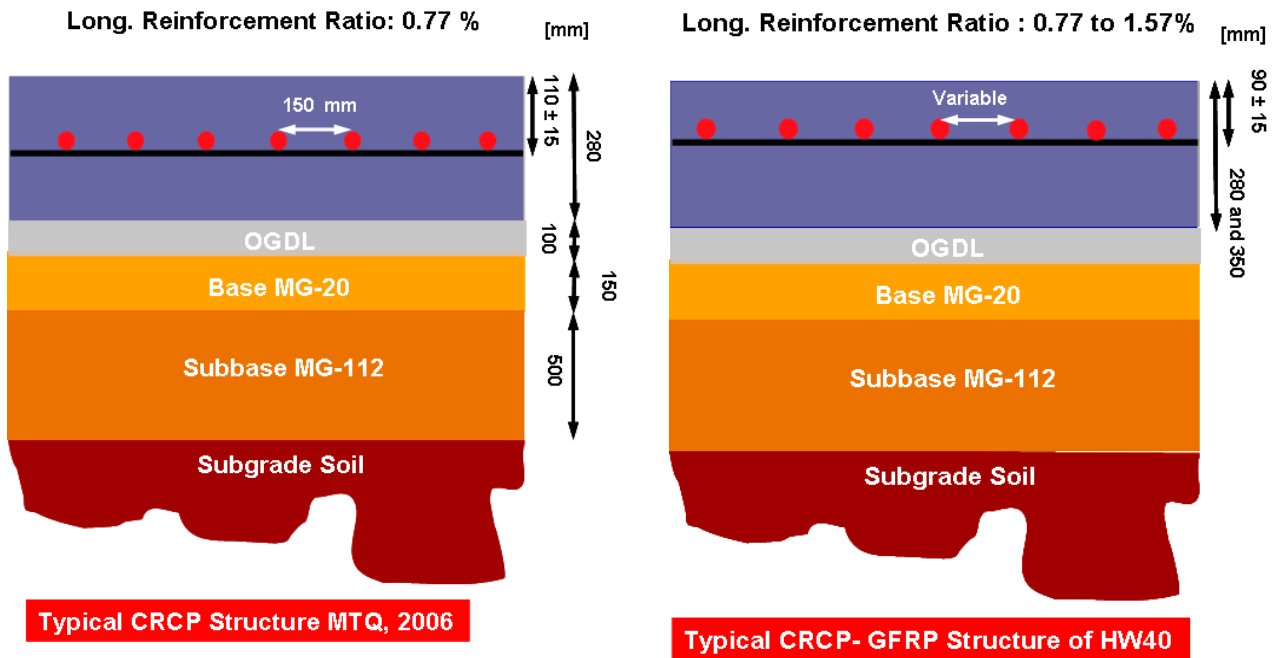 Long. Reinforcement Ratio: 0.77 %
[mm]
110 ± 15
280
150 mm
OGDL
100
Base MG-20
150
Subbase MG-112
500
Subgrade Soil
Typical CRCP Structure MTQ, 2006
Long. Reinforcement Ratio : 0.77 to 1.57%
[mm]
90 ± 15
Variable
280 and 350
OGDL
Base MG-20
Subbase MG-112
Subgrade Soil
Typical CRCP- GFRP Structure of HW40